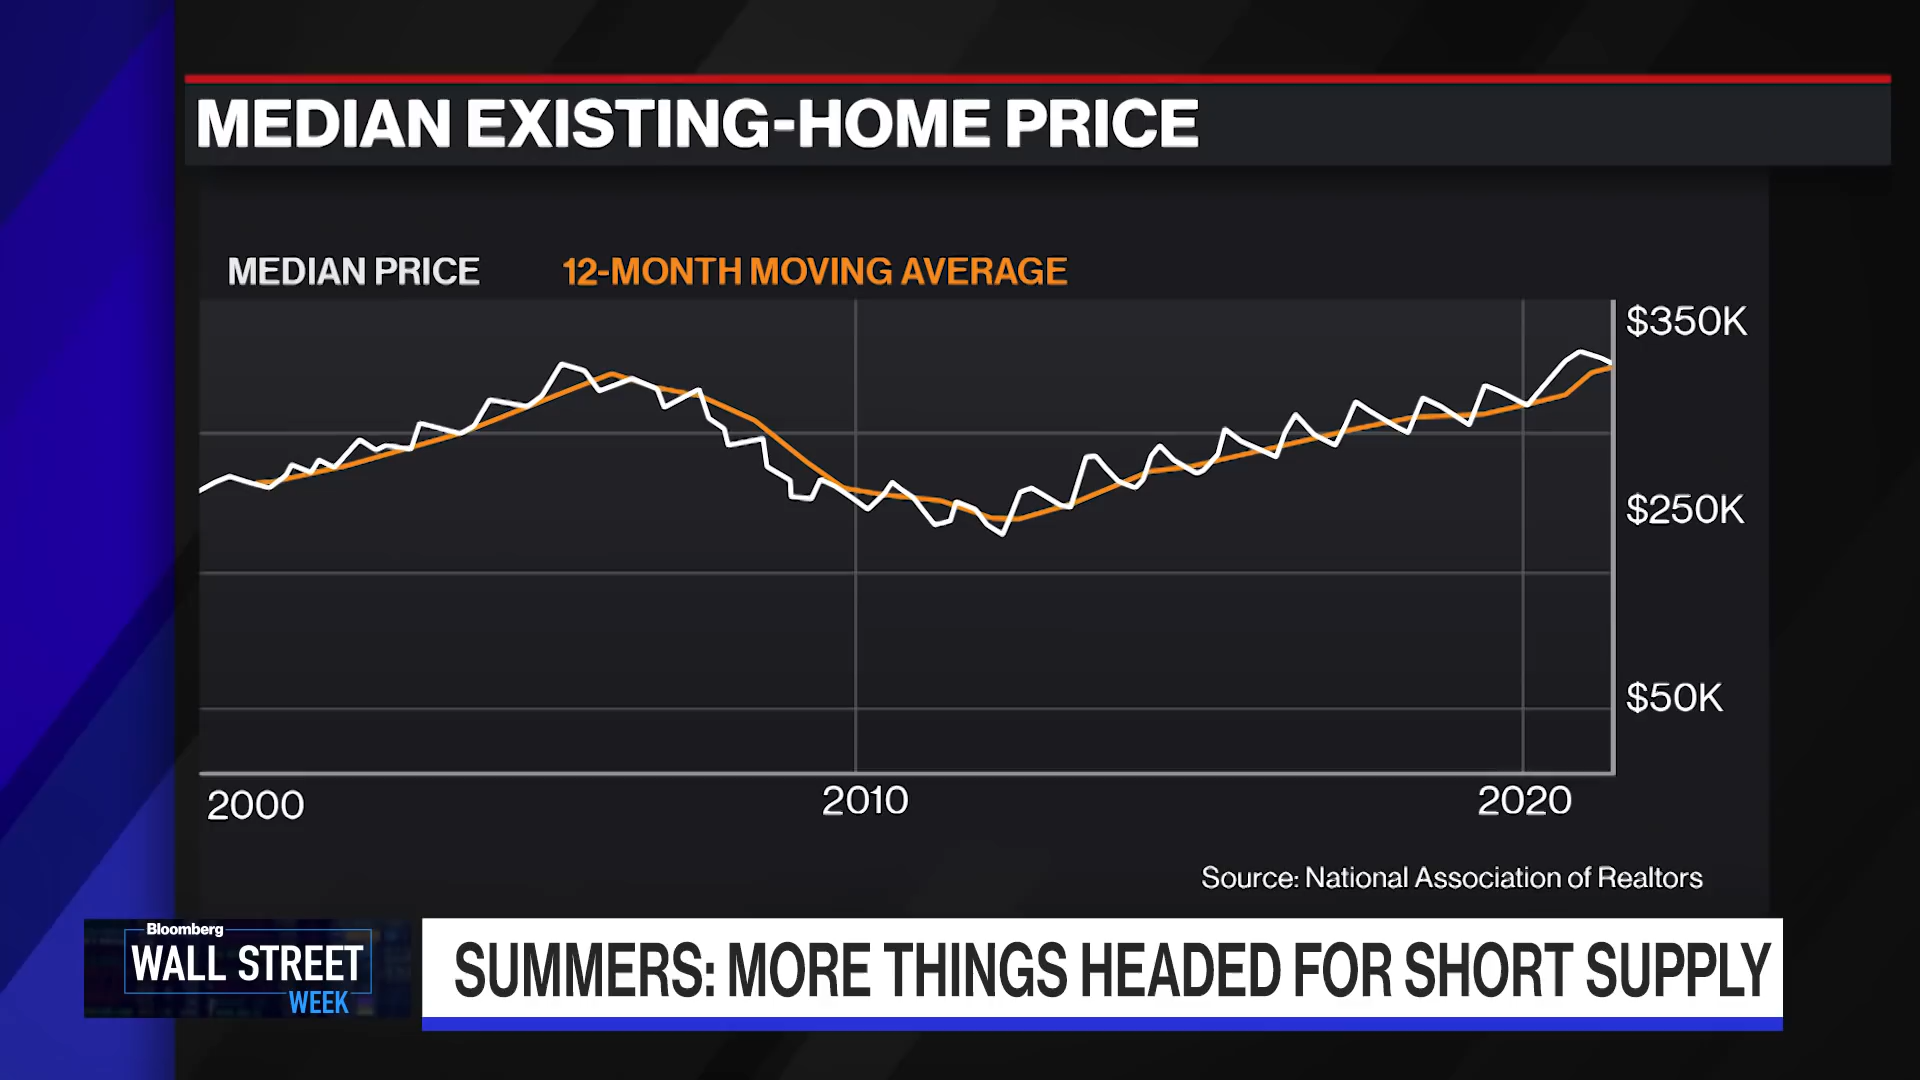 MEDIAN EXISTING-HOME PRICE
MEDIAN PRICE 12-MONTH MOVING AVERAGE
$350K
$250K
$50K
2000 2010 2020
Source: National Association of Realtors
Bloomberg
WALL STREET
WEEK
SUMMERS: MORE THINGS HEADED FOR SHORT SUPPLY